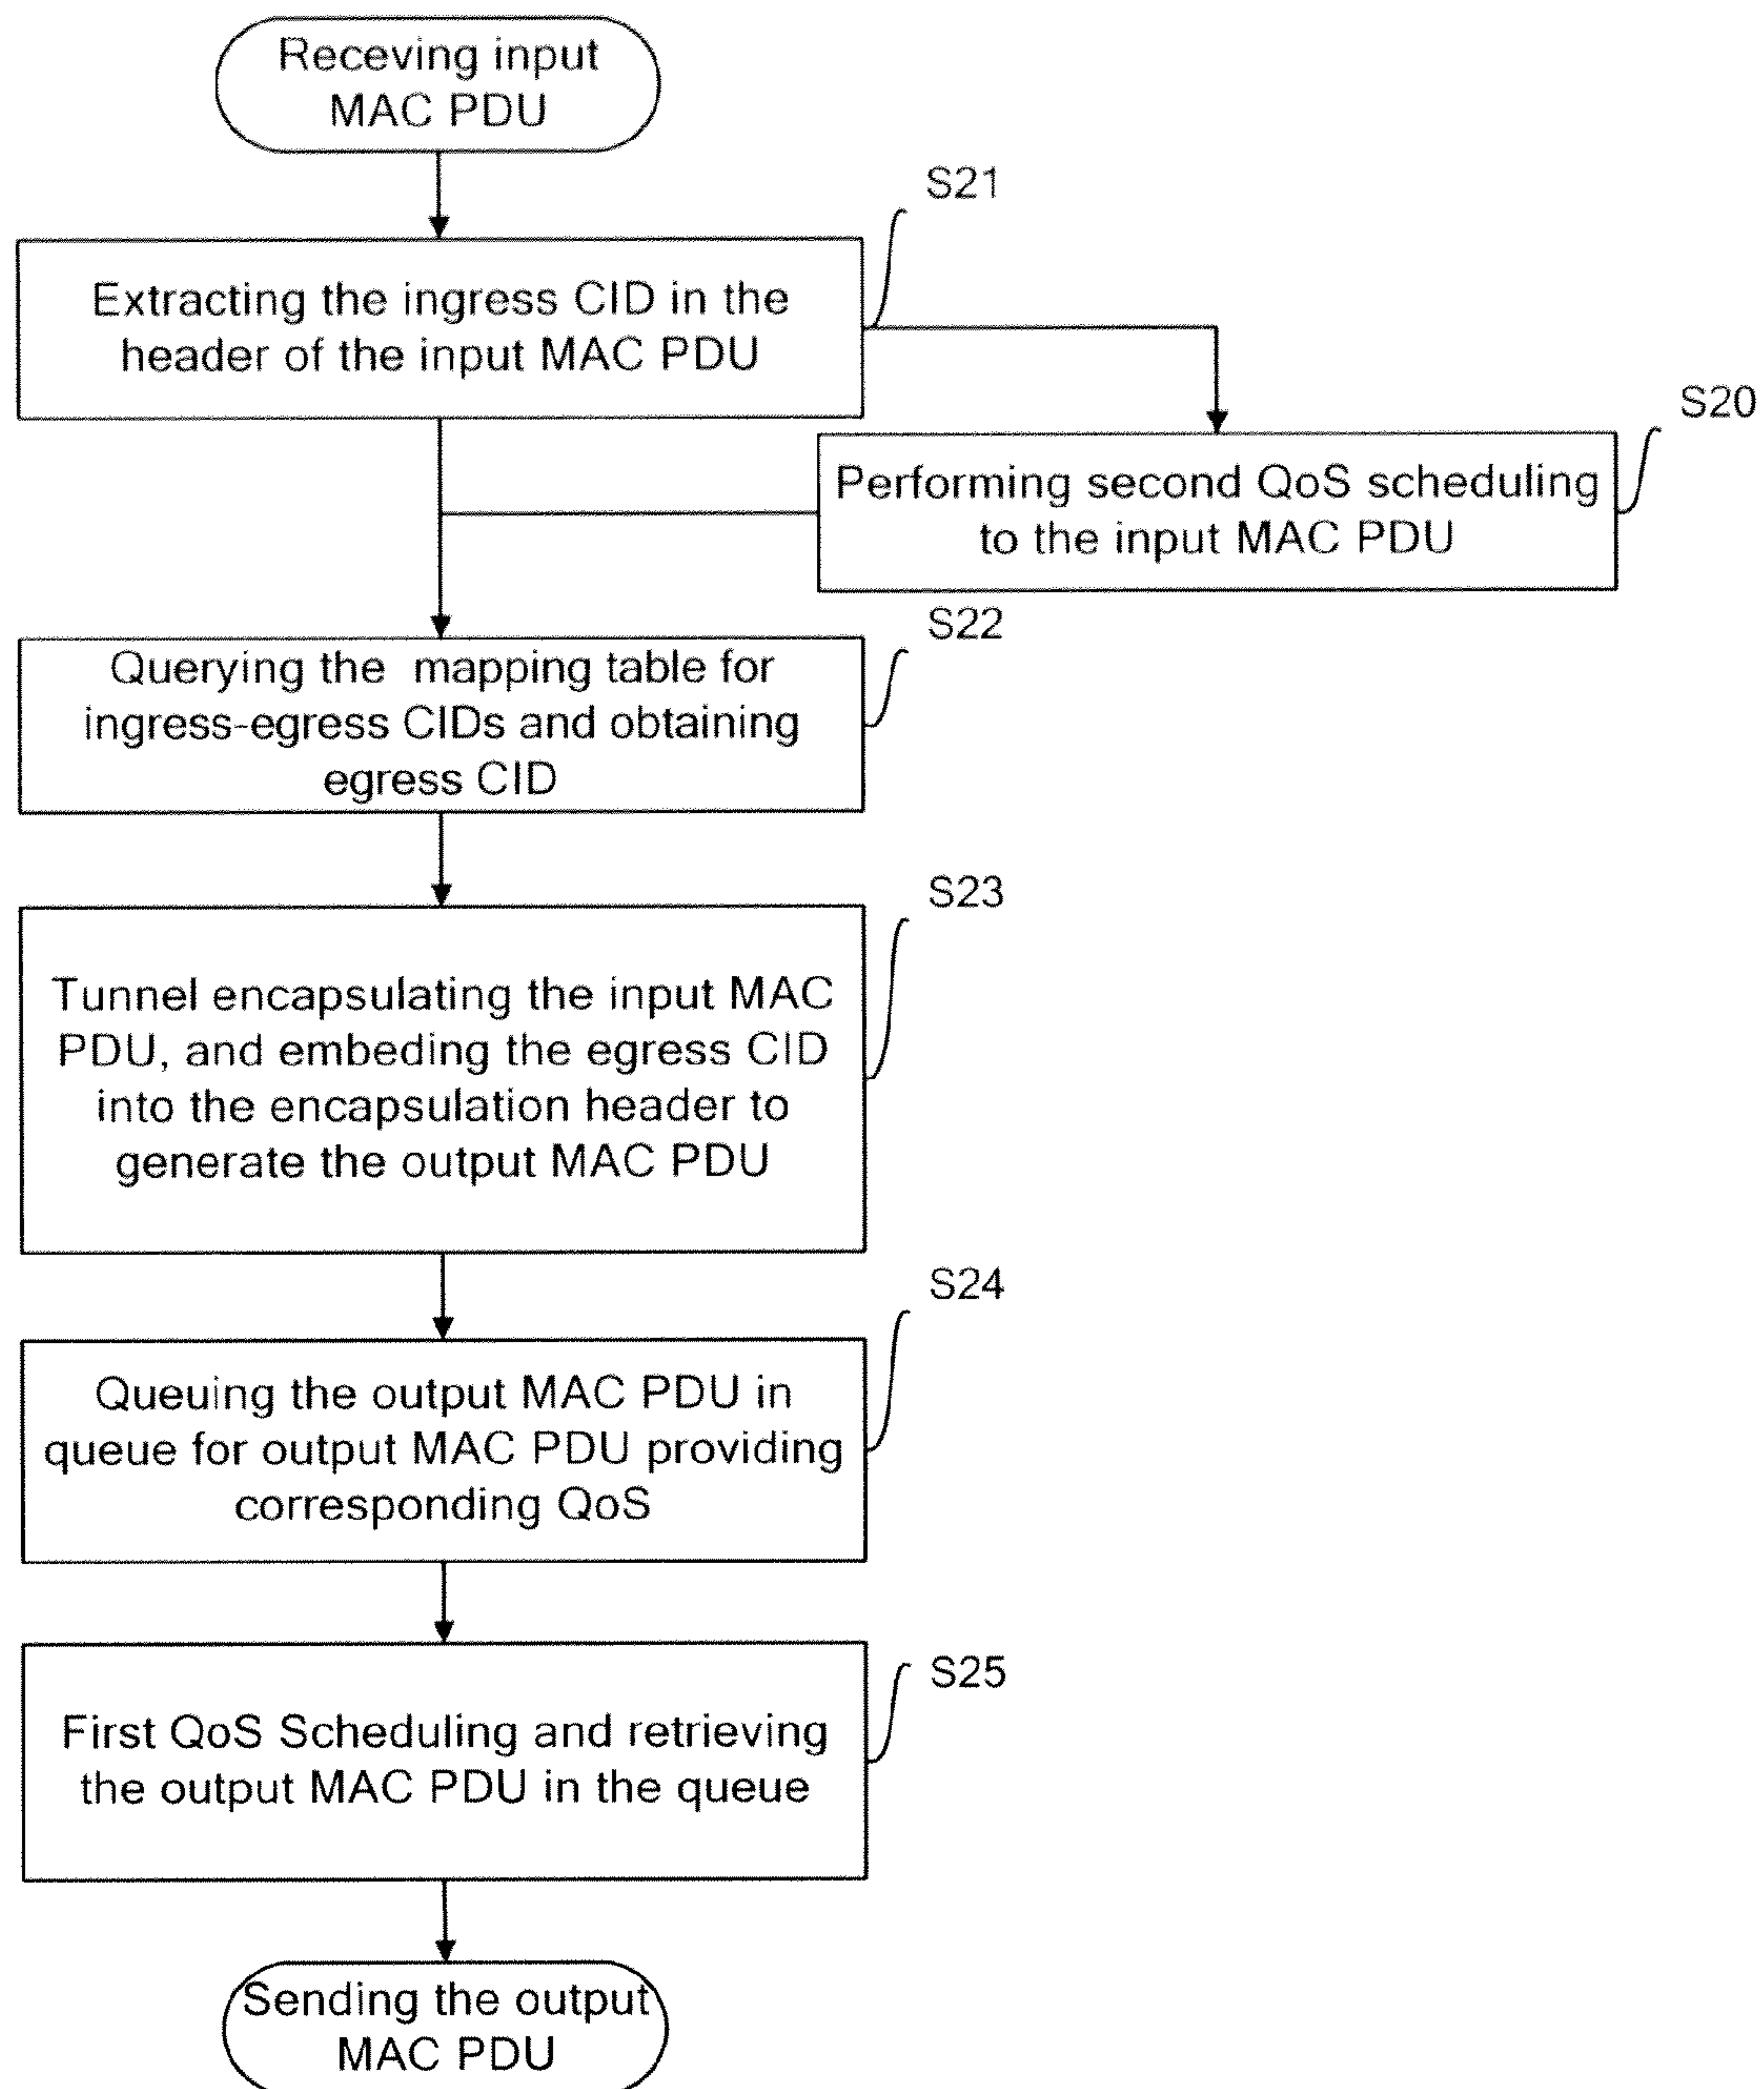 Receving input
MAC PDU
S21
Extracting the ingress CID in the
header of the input MAC PDU
S20
Performing second QoS scheduling
to the input MAC PDU
S22
Querying the mapping table for
ingress-egress CIDs and obtaining
egress CID
S23
Tunnel encapsulating the input MAC
PDU, and embeding the egress CID
into the encapsulation header to
generate the output MAC PDU
S24
Queuing the output MAC PDU in
queue for output MAC PDU providing
corresponding QoS
S25
First QoS Scheduling and retrieving
the output MAC PDU in the queue
Sending the output
MAC PDU